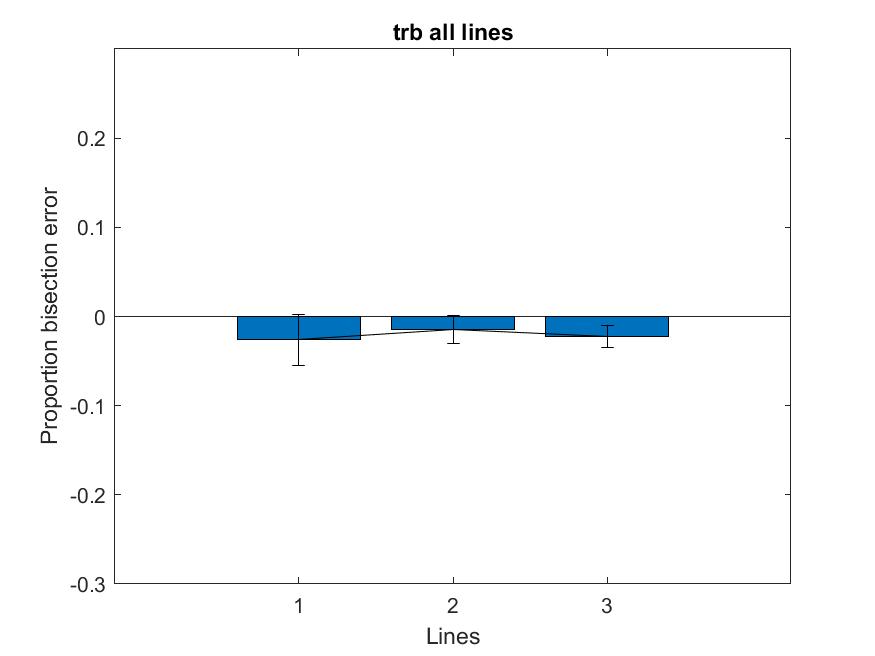 trb all lines
Proportion bisection error
0.2
0.1
0
-0.1
-0.2
-0.3
1 2 3
Lines